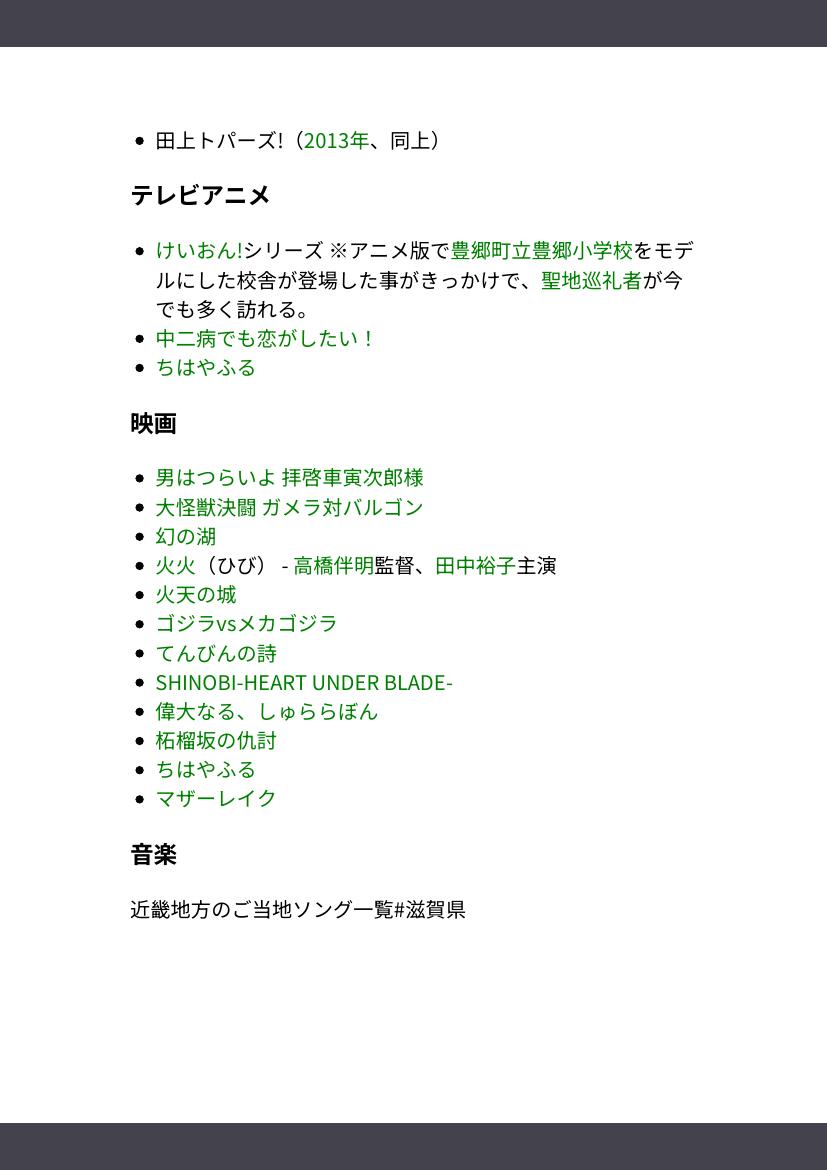 田上トパーズ!（2013年、同上）
テレビアニメ
けいおん!シリーズ ※アニメ版で豊郷町立豊郷小学校をモデ
ルにした校舎が登場した事がきっかけで、聖地巡礼者が今
でも多く訪れる。
中二病でも恋がしたい！
ちはやふる
映画
男はつらいよ 拝啓車寅次郎様
大怪獣決闘 ガメラ対バルゴン
幻の湖
火火（ひび） - 高橋伴明監督、田中裕子主演
火天の城
ゴジラvsメカゴジラ
てんびんの詩
SHINOBI-HEART UNDER BLADE-
偉大なる、しゅららぼん
柘榴坂の仇討
ちはやふる
マザーレイク
音楽
近畿地方のご当地ソング一覧#滋賀県